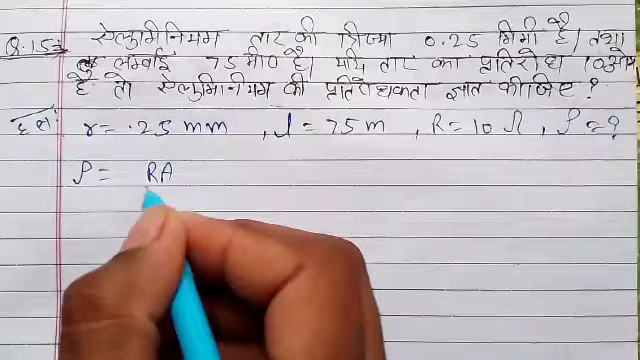 Q.15⇒ ऐलुमिनियम तार की त्रिज्या 0.25 मिमी है। तथा
लम्बाई 75 मी० है। यदि तार का प्रतिरोध 10 ओम
है तो ऐलुमिनियम की प्रतिरोधकता ज्ञात कीजिए ?
हल: r = .25 mm , l = 75 m , R = 10 Ω , ρ = ?
ρ = RA